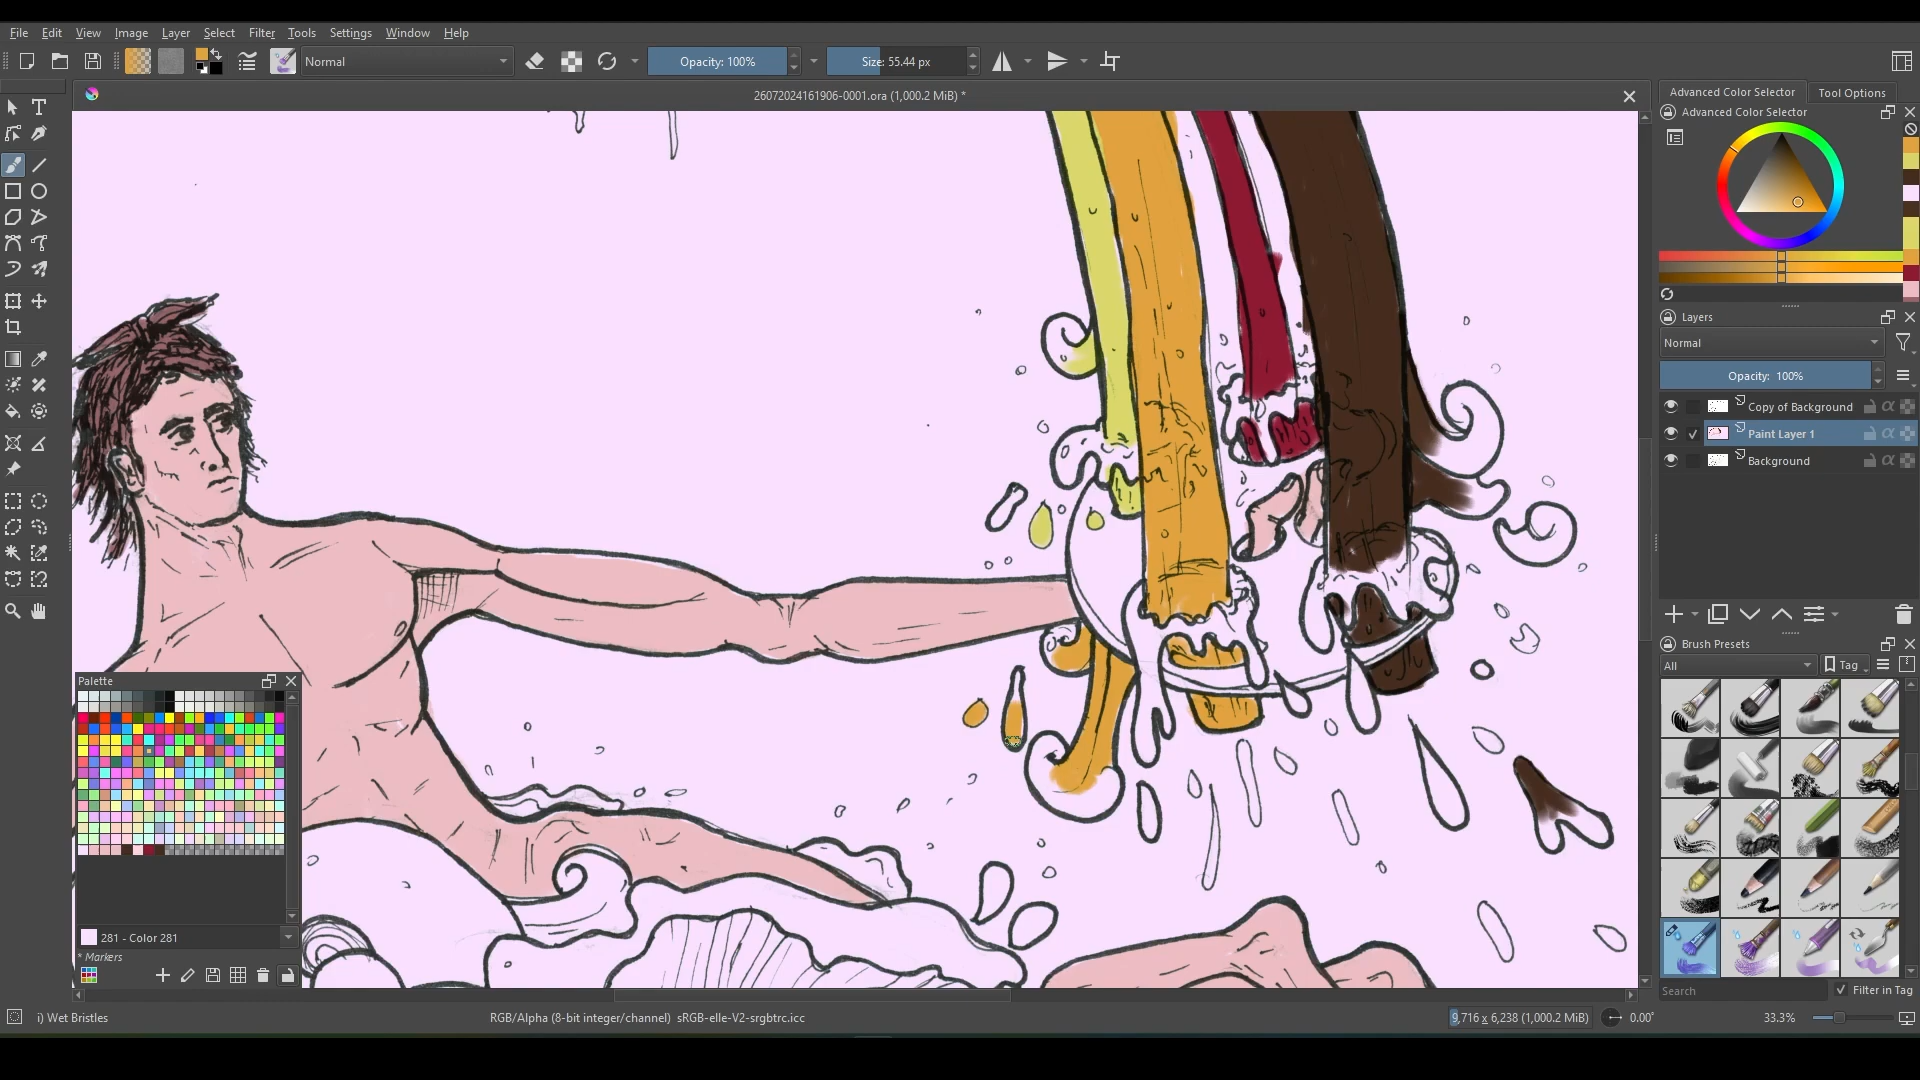 File Edit View Image Layer Select Filter Tools Settings Window Help
Normal Opacity: 100% Size: 55.44 px
26072024161906-0001.ora (1,000.2 MiB) *
Advanced Color Selector Tool Options
Advanced Color Selector
Layers
Normal
Opacity: 100%
Copy of Background
Paint Layer 1
Background
Brush Presets
All Tag
Search Filter in Tag
Palette
281 - Color 281
* Markers
i) Wet Bristles RGB/Alpha (8-bit integer/channel) sRGB-elle-V2-srgbtrc.icc 9,716 x 6,238 (1,000.2 MiB) 0.00° 33.3%